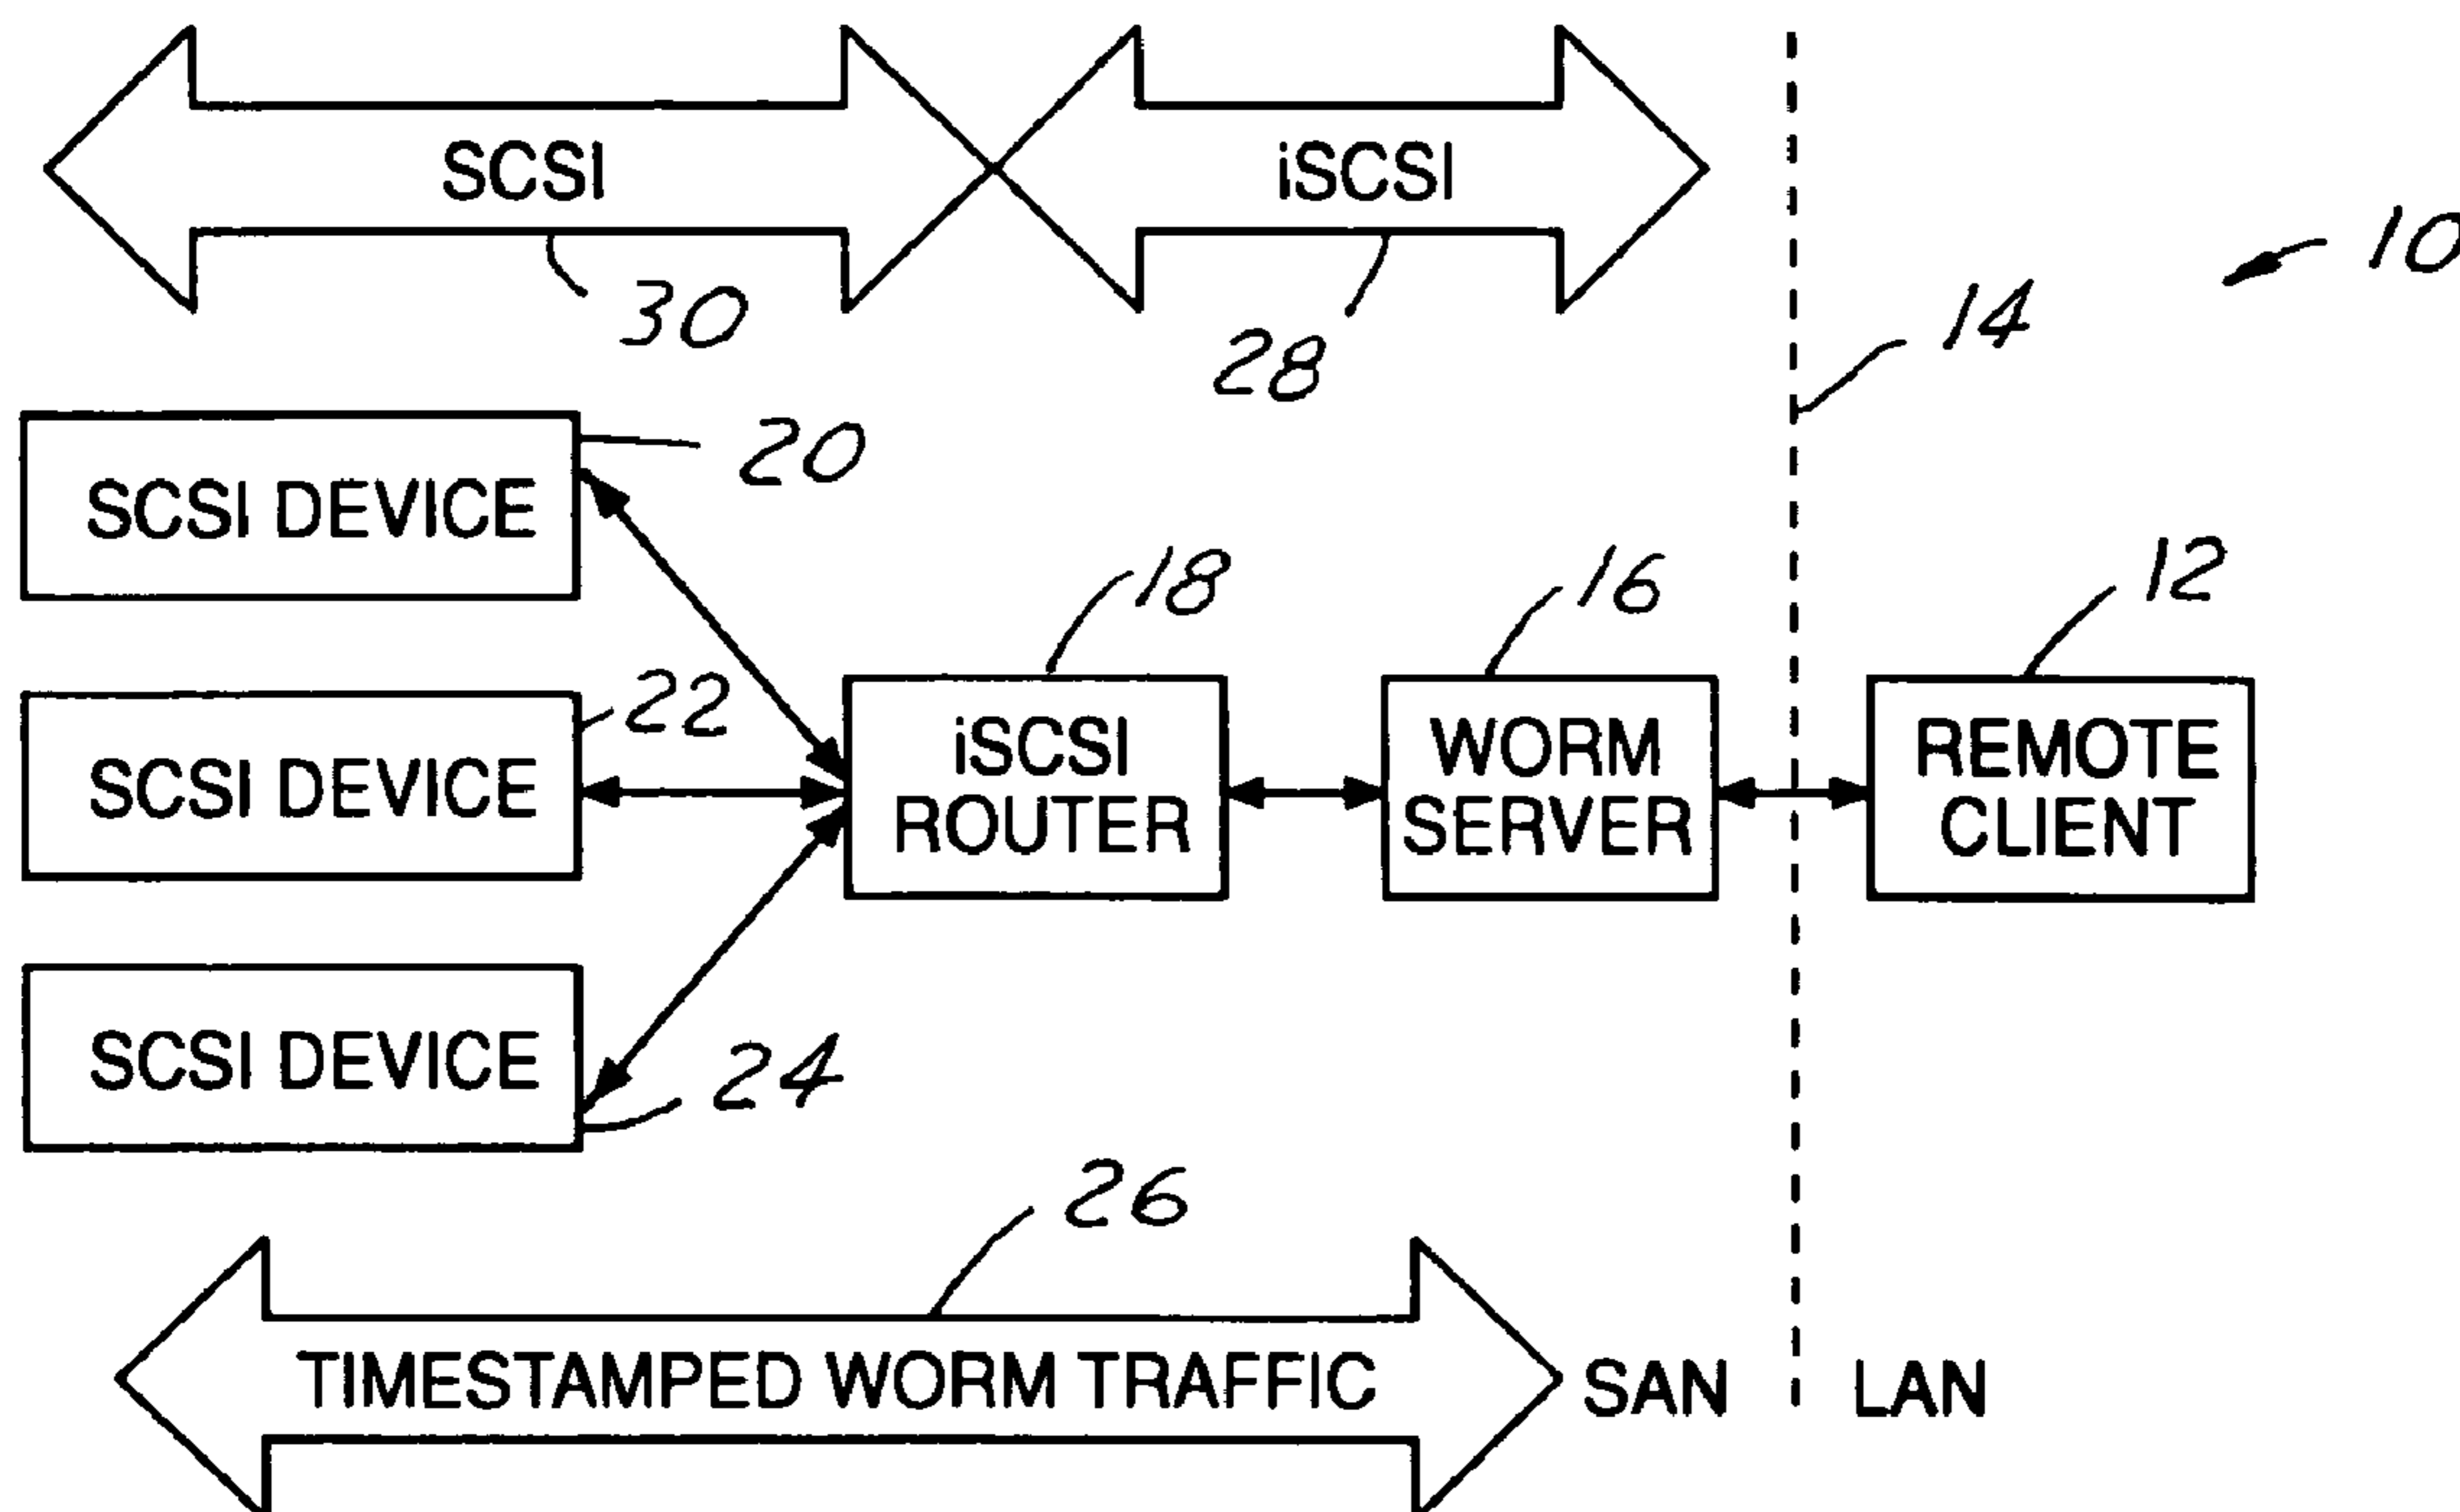 SCSI
iSCSI
10
30
28
14
SCSI DEVICE
20
18
16
12
SCSI DEVICE
22
iSCSI
ROUTER
WORM
SERVER
REMOTE
CLIENT
SCSI DEVICE
24
26
TIMESTAMPED WORM TRAFFIC
SAN
LAN